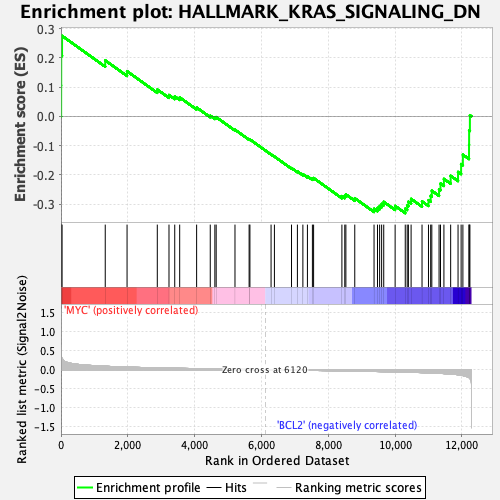 Enrichment plot: HALLMARK_KRAS_SIGNALING_DN
Enrichment score (ES)
0.3
0.2
0.1
0.0
-0.1
-0.2
-0.3
'MYC' (positively correlated)
Ranked list metric (Signal2Noise)
1.5
1.0
0.5
0.0
-0.5
-1.0
-1.5
Zero cross at 6120
'BCL2' (negatively correlated)
0 2,000 4,000 6,000 8,000 10,000 12,000
Rank in Ordered Dataset
Enrichment profile Hits Ranking metric scores